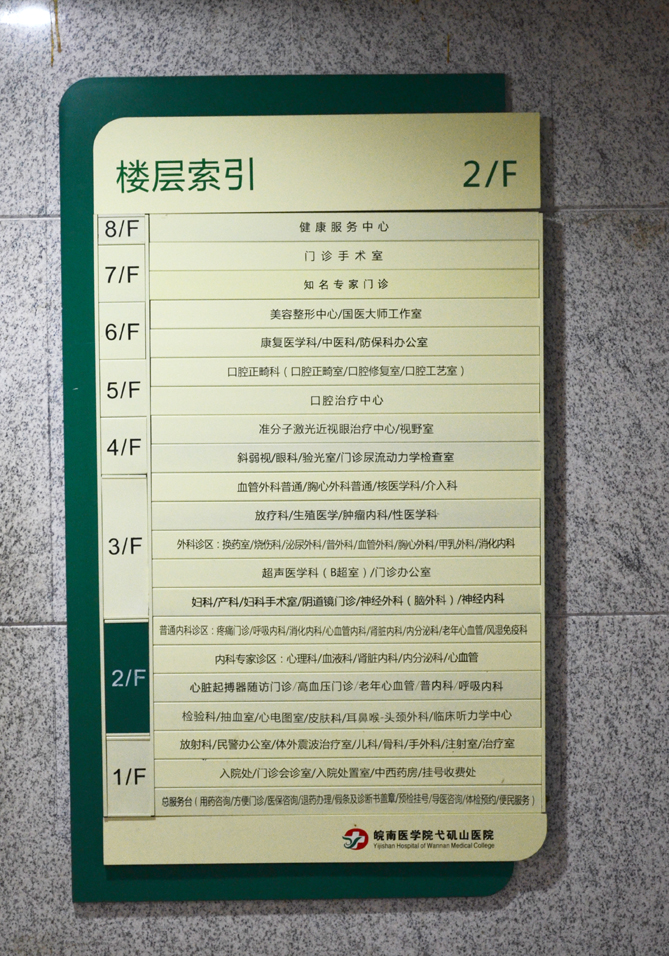 楼层索引 2/F
8/F 健康服务中心
7/F 门诊手术室
知名专家门诊
6/F 美容整形中心/国医大师工作室
康复医学科/中医科/防保科办公室
5/F 口腔正畸科（口腔正畸室/口腔修复室/口腔工艺室）
口腔治疗中心
4/F 准分子激光近视眼治疗中心/视野室
斜弱视/眼科/验光室/门诊尿流动力学检查室
3/F 血管外科普通/胸心外科普通/核医学科/介入科
放疗科/生殖医学/肿瘤内科/性医学科
外科诊区：换药室/烧伤科/泌尿外科/普外科/血管外科/胸心外科/甲乳外科/消化内科
超声医学科（B超室）/门诊办公室
妇科/产科/妇科手术室/阴道镜门诊/神经外科（脑外科）/神经内科
2/F 普通内科诊区：疼痛门诊/呼吸内科/消化内科/心血管内科/肾脏内科/内分泌科/老年心血管/风湿免疫科
内科专家诊区：心理科/血液科/肾脏内科/内分泌科/心血管
心脏起搏器随访门诊/高血压门诊/老年心血管/普内科/呼吸内科
检验科/抽血室/心电图室/皮肤科/耳鼻喉-头颈外科/临床听力学中心
1/F 放射科/民警办公室/体外震波治疗室/儿科/骨科/手外科/注射室/治疗室
入院处/门诊会诊室/入院处置室/中西药房/挂号收费处
总服务台（用药咨询/方便门诊/医保咨询/退药办理/假条及诊断书盖章/预检挂号/导医咨询/体检预约/便民服务）
皖南医学院弋矶山医院
Yijishan Hospital of Wannan Medical College